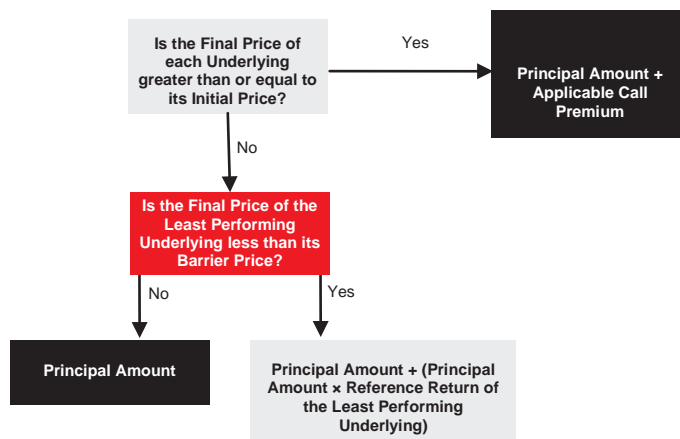 Is the Final Price of
each Underlying
greater than or equal to
its Initial Price?
Yes
Principal Amount +
Applicable Call
Premium
No
Is the Final Price of the
Least Performing
Underlying less than its
Barrier Price?
No
Yes
Principal Amount
Principal Amount + (Principal
Amount × Reference Return of
the Least Performing
Underlying)